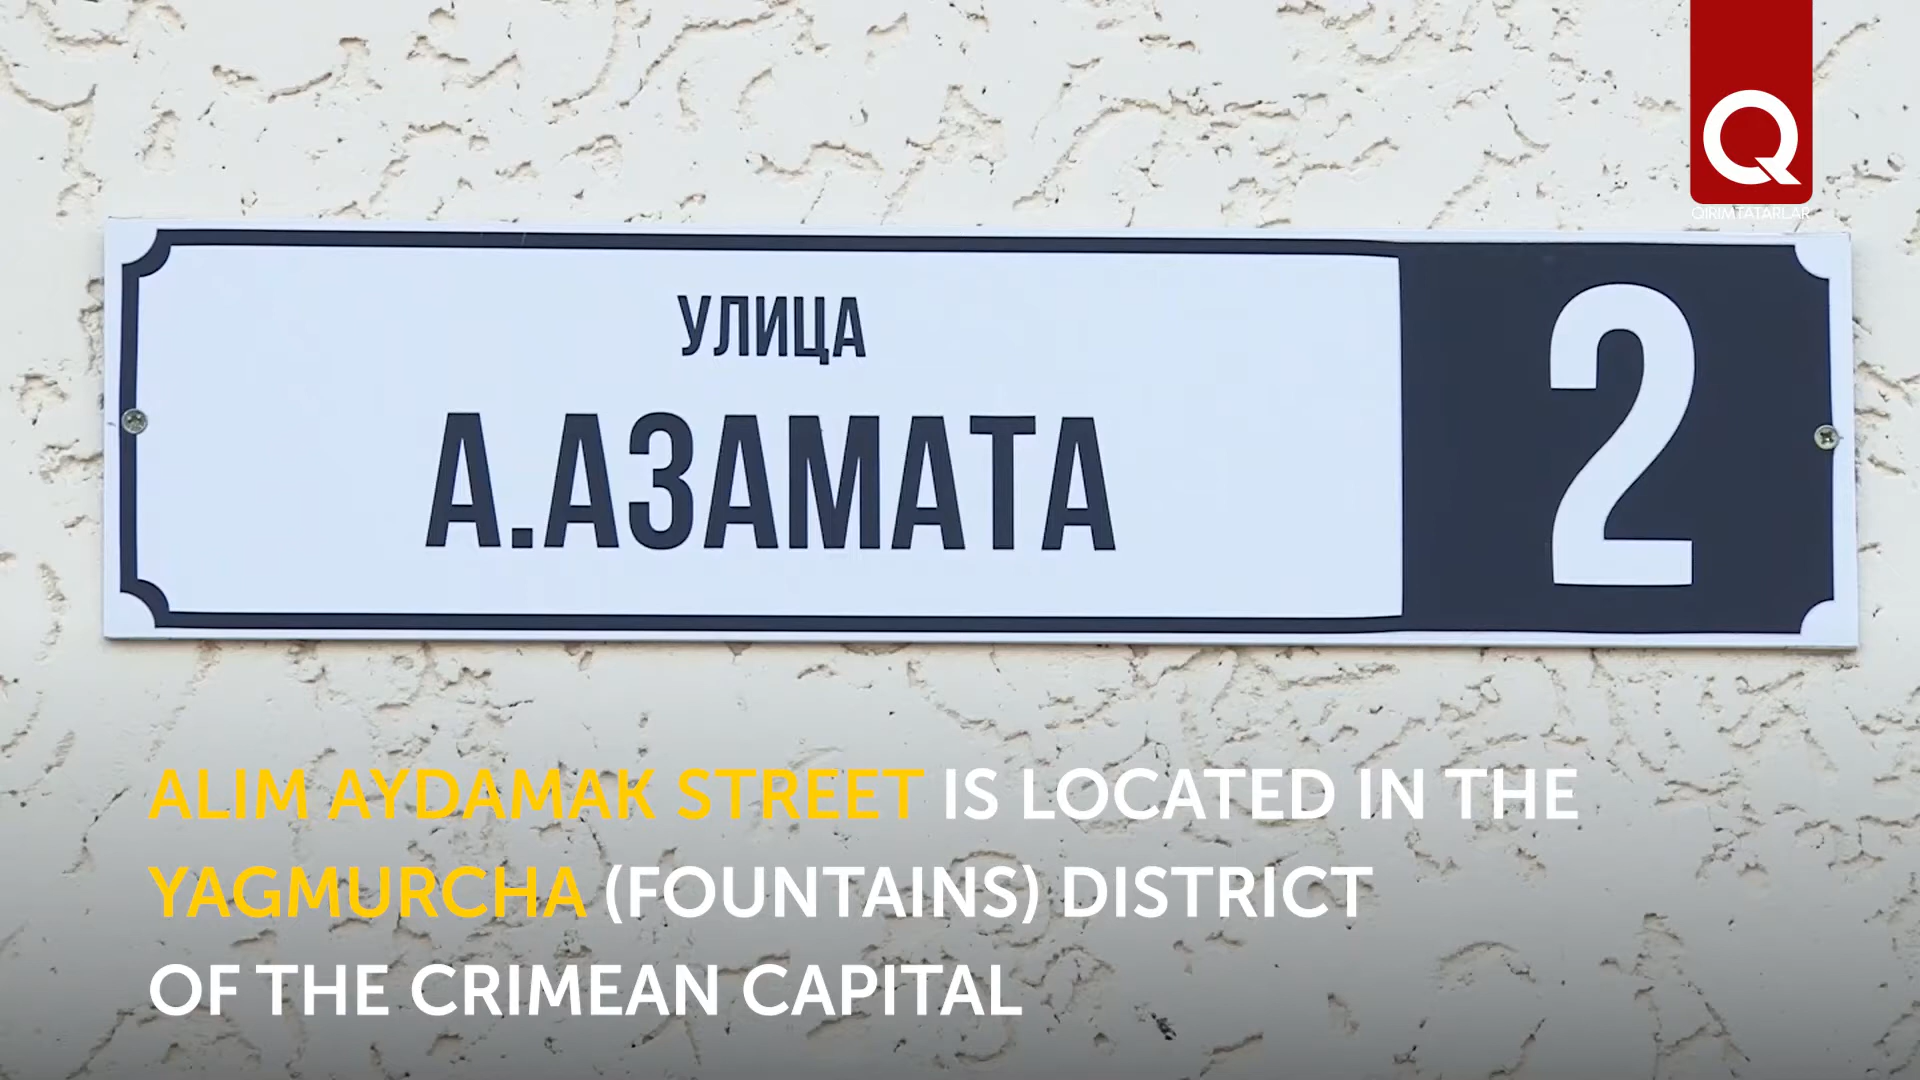 QIRIMTATARLAR
УЛИЦА
А.АЗАМАТА
2
ALIM AYDAMAK STREET IS LOCATED IN THE
YAGMURCHA (FOUNTAINS) DISTRICT
OF THE CRIMEAN CAPITAL